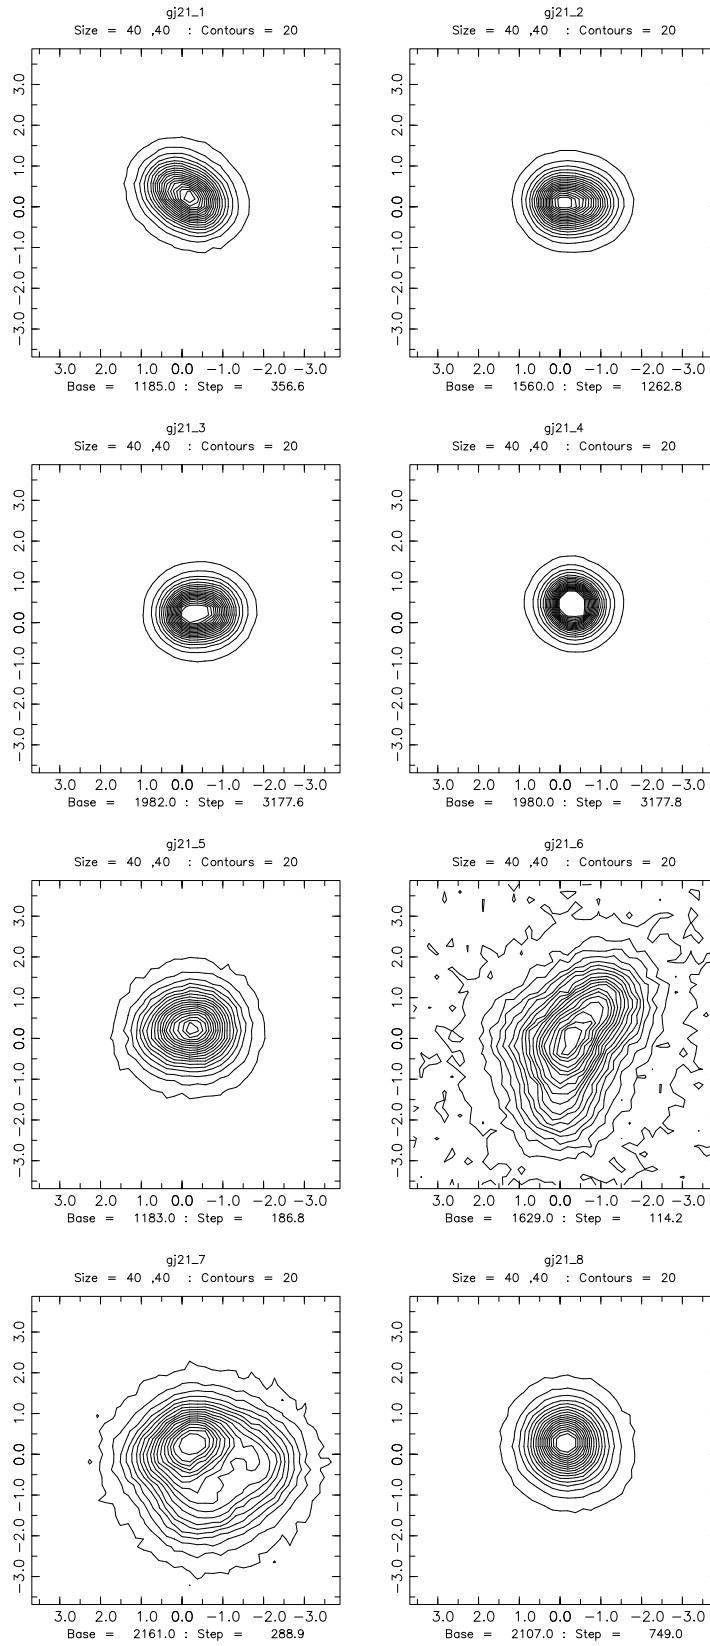 gj21_1
Size = 40 ,40 : Contours = 20
3.0
2.0
1.0
0.0
−1.0
−2.0
−3.0
3.0 2.0 1.0 0.0 −1.0 −2.0 −3.0
Base = 1185.0 : Step = 356.6
gj21_2
Size = 40 ,40 : Contours = 20
3.0
2.0
1.0
0.0
−1.0
−2.0
−3.0
3.0 2.0 1.0 0.0 −1.0 −2.0 −3.0
Base = 1560.0 : Step = 1262.8
gj21_3
Size = 40 ,40 : Contours = 20
3.0
2.0
1.0
0.0
−1.0
−2.0
−3.0
3.0 2.0 1.0 0.0 −1.0 −2.0 −3.0
Base = 1982.0 : Step = 3177.6
gj21_4
Size = 40 ,40 : Contours = 20
3.0
2.0
1.0
0.0
−1.0
−2.0
−3.0
3.0 2.0 1.0 0.0 −1.0 −2.0 −3.0
Base = 1980.0 : Step = 3177.8
gj21_5
Size = 40 ,40 : Contours = 20
3.0
2.0
1.0
0.0
−1.0
−2.0
−3.0
3.0 2.0 1.0 0.0 −1.0 −2.0 −3.0
Base = 1183.0 : Step = 186.8
gj21_6
Size = 40 ,40 : Contours = 20
3.0
2.0
1.0
0.0
−1.0
−2.0
−3.0
3.0 2.0 1.0 0.0 −1.0 −2.0 −3.0
Base = 1629.0 : Step = 114.2
gj21_7
Size = 40 ,40 : Contours = 20
3.0
2.0
1.0
0.0
−1.0
−2.0
−3.0
3.0 2.0 1.0 0.0 −1.0 −2.0 −3.0
Base = 2161.0 : Step = 288.9
gj21_8
Size = 40 ,40 : Contours = 20
3.0
2.0
1.0
0.0
−1.0
−2.0
−3.0
3.0 2.0 1.0 0.0 −1.0 −2.0 −3.0
Base = 2107.0 : Step = 749.0